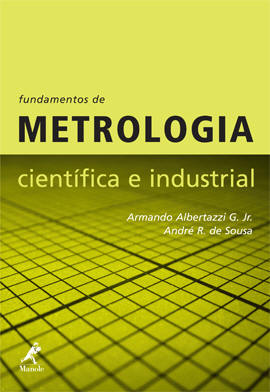 fundamentos de
METROLOGIA
científica e industrial
Armando Albertazzi G. Jr.
André R. de Sousa
Manole